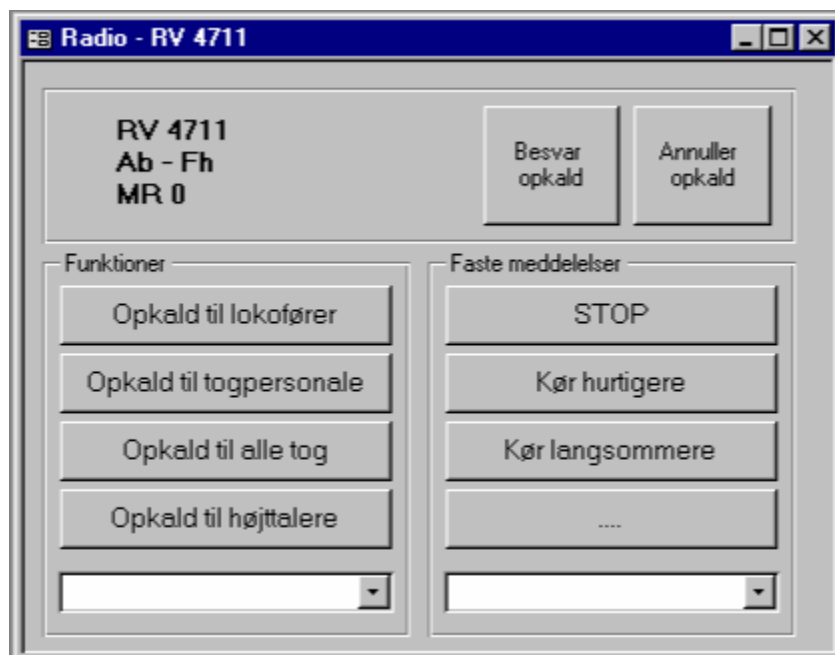 Radio - RV 4711
RV 4711
Ab - Fh
MR 0
Besvar
opkald
Annuller
opkald
Funktioner
Opkald til lokofører
Opkald til togpersonale
Opkald til alle tog
Opkald til højttalere
Faste meddelelser
STOP
Kør hurtigere
Kør langsommere
....